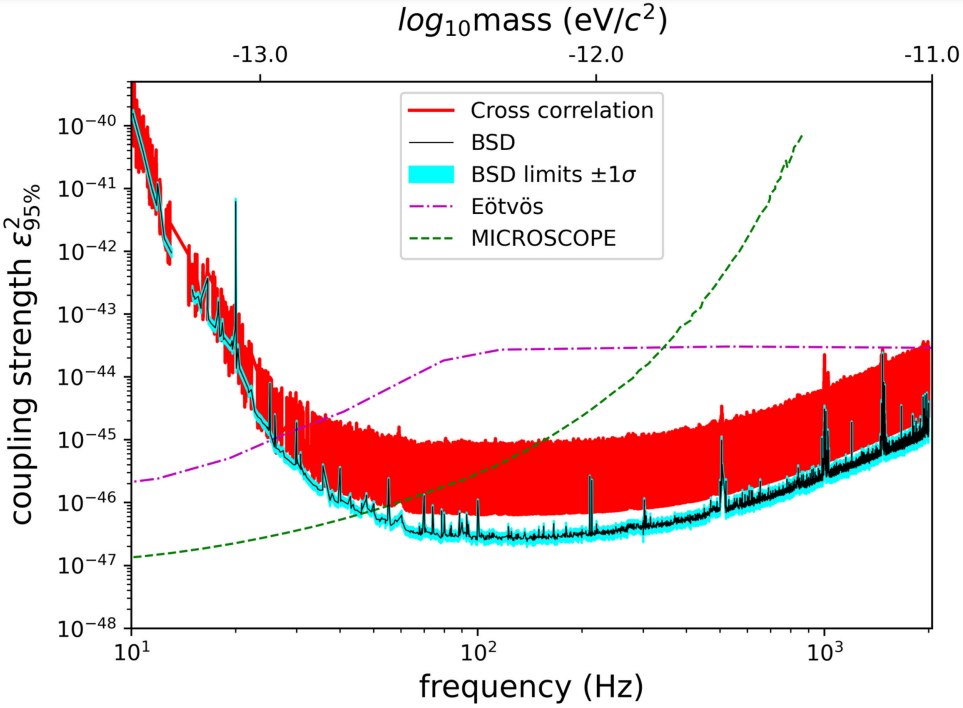 log₁₀mass (eV/c²)
-13.0 -12.0 -11.0
Cross correlation
BSD
BSD limits ±1σ
Eötvös
MICROSCOPE
coupling strength ε²₉₅%
10⁻⁴⁰
10⁻⁴¹
10⁻⁴²
10⁻⁴³
10⁻⁴⁴
10⁻⁴⁵
10⁻⁴⁶
10⁻⁴⁷
10⁻⁴⁸
10¹ 10² 10³
frequency (Hz)